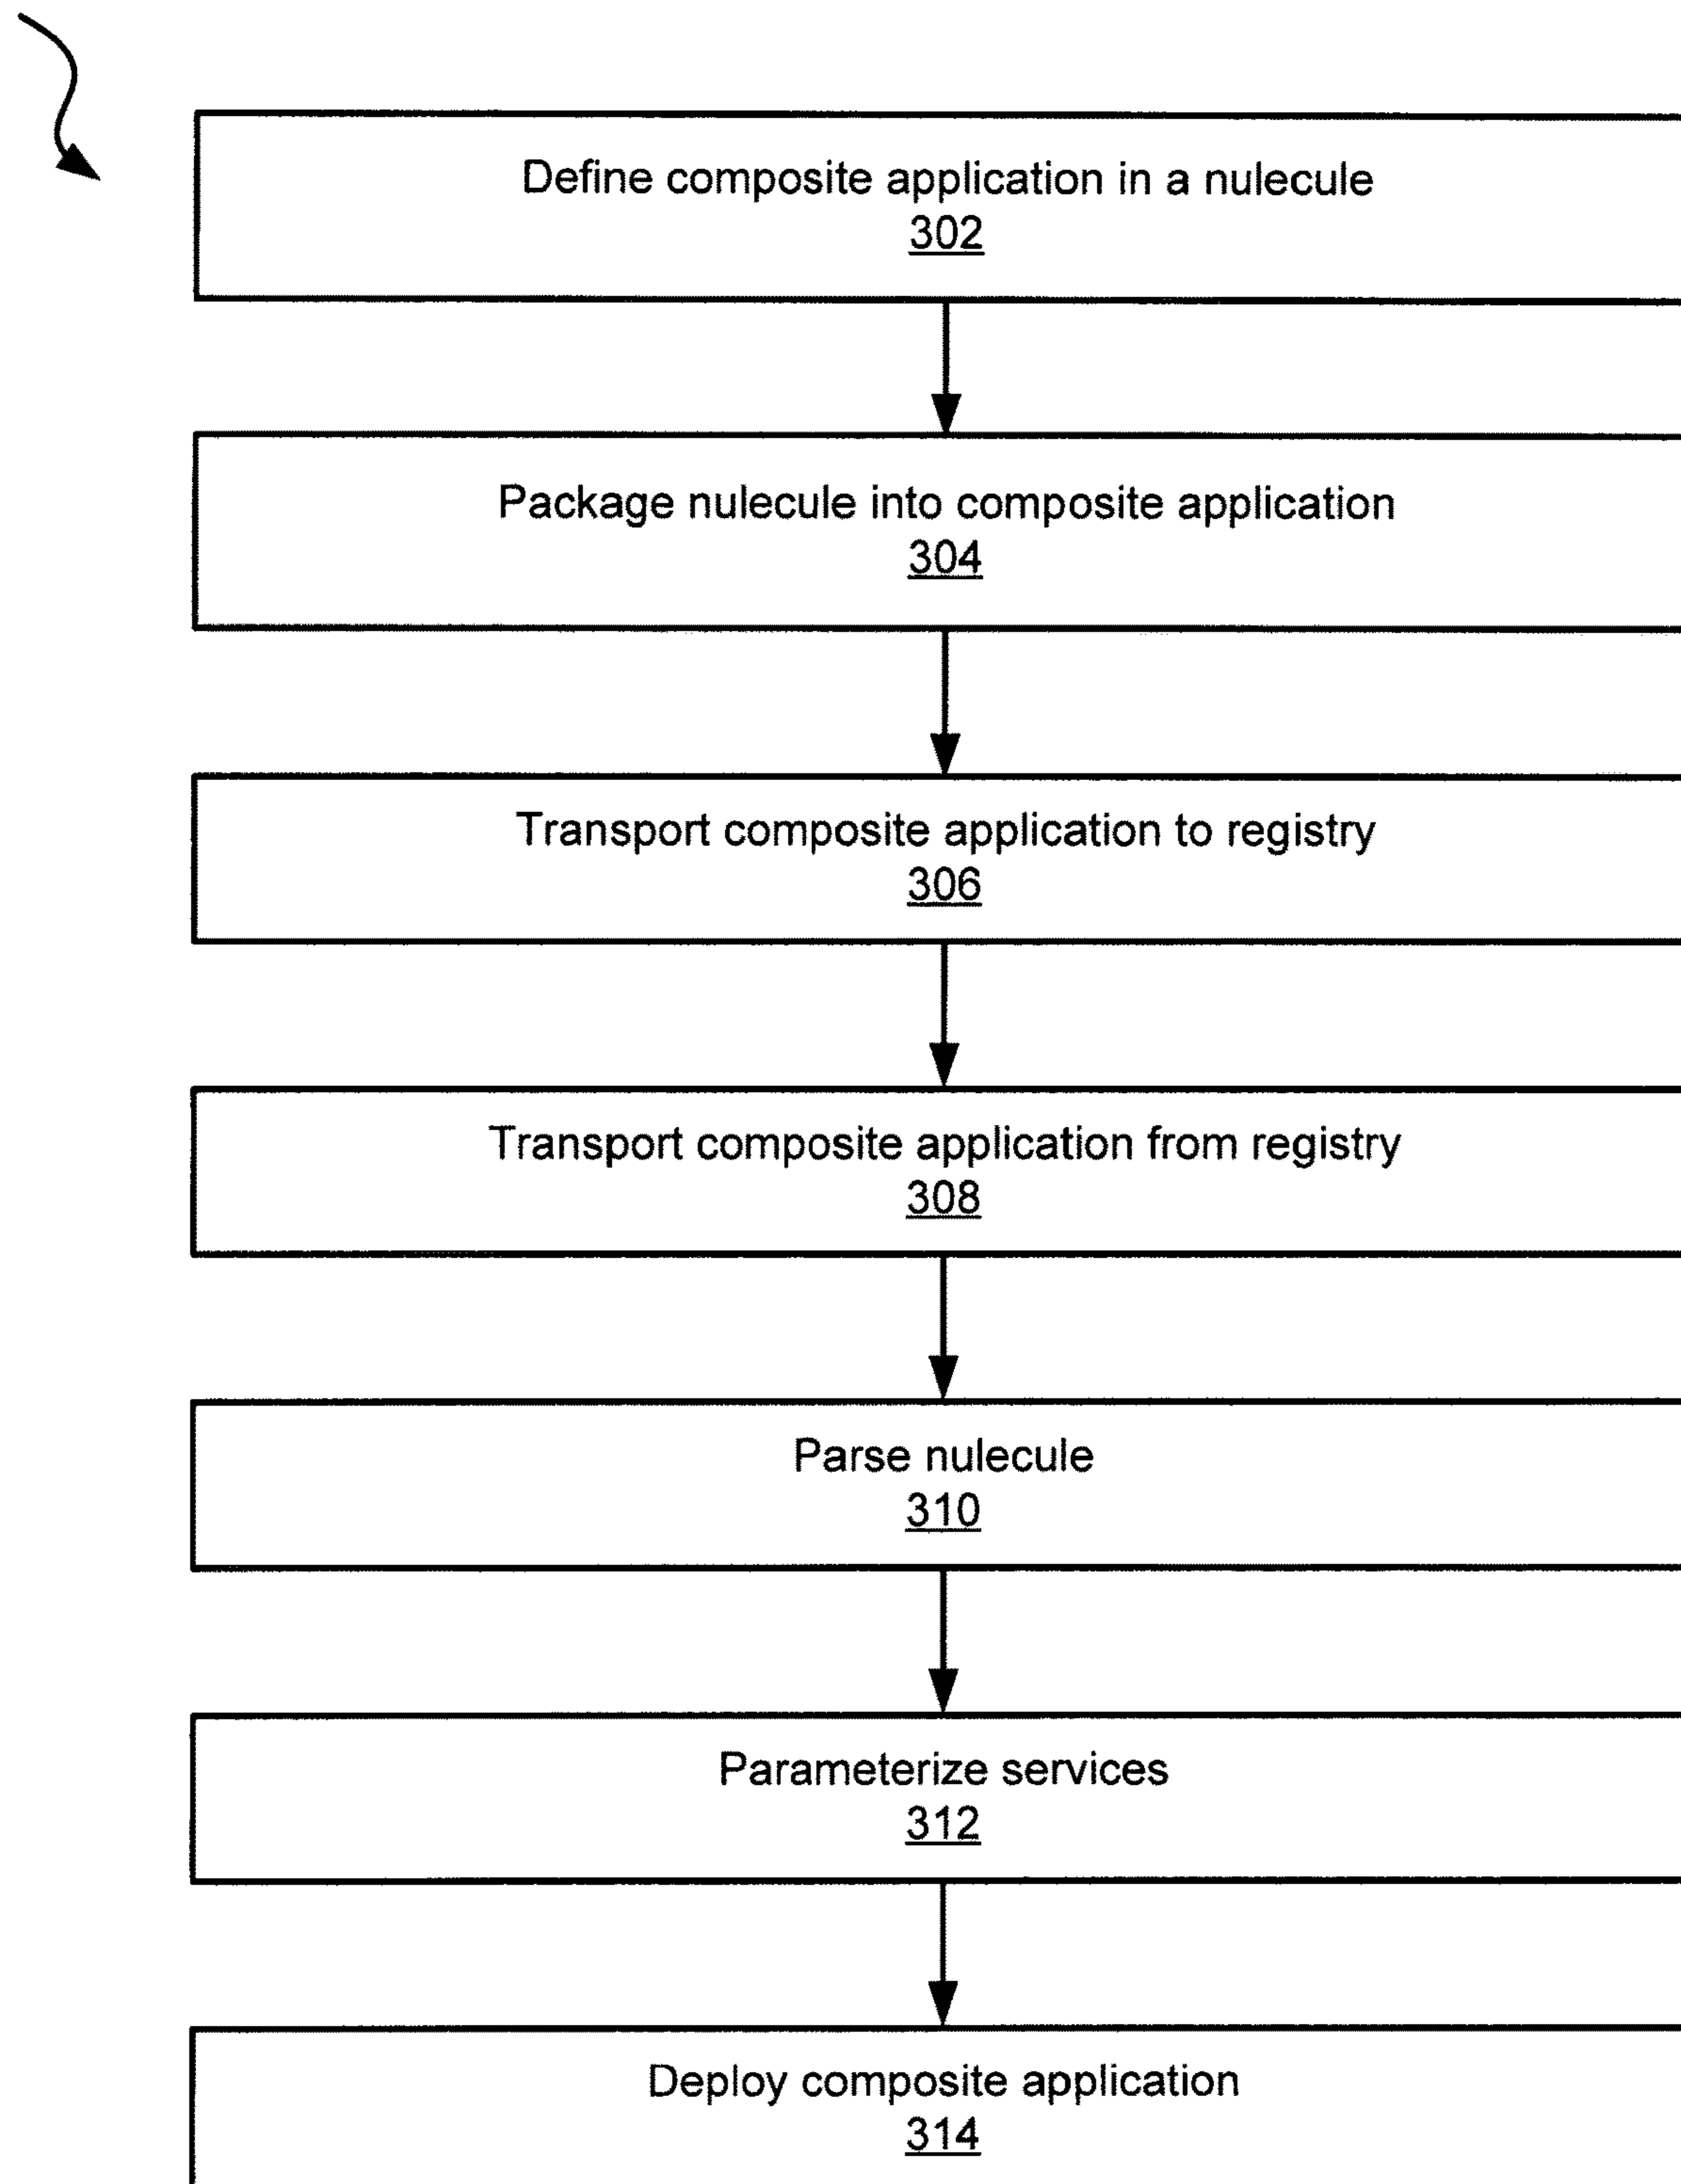 Define composite application in a nulecule
302
Package nulecule into composite application
304
Transport composite application to registry
306
Transport composite application from registry
308
Parse nulecule
310
Parameterize services
312
Deploy composite application
314